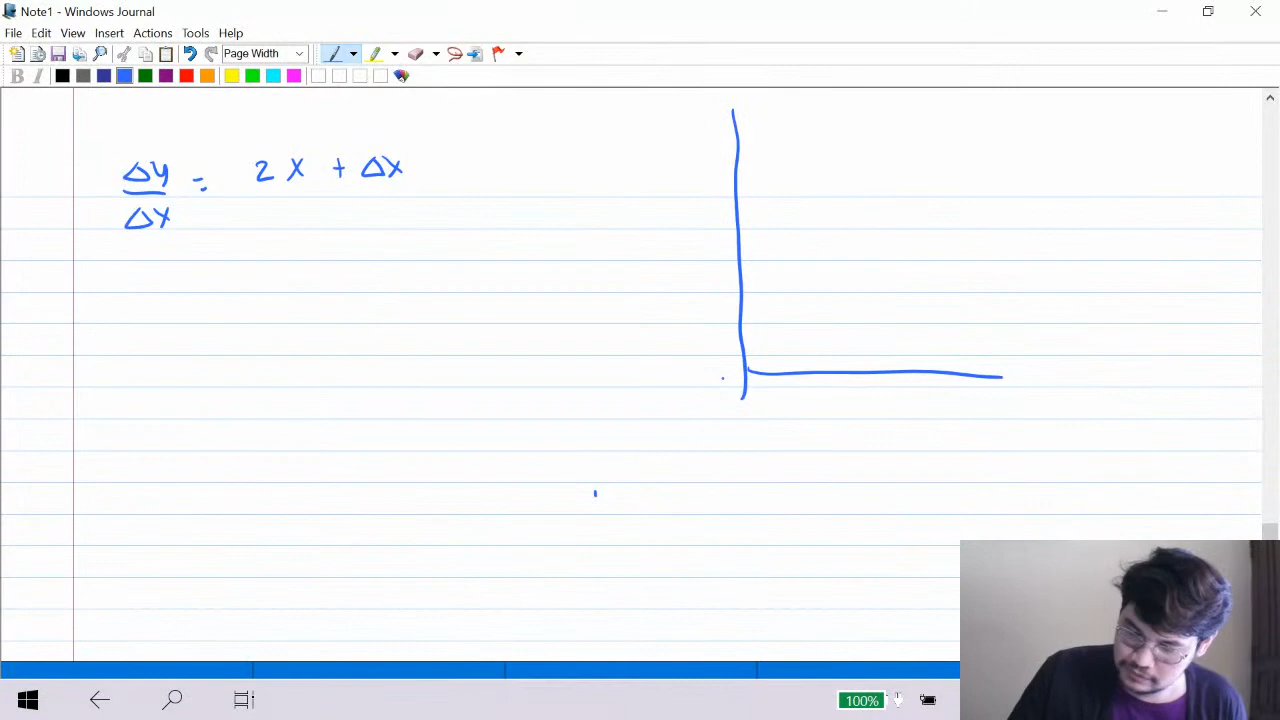 Note1 - Windows Journal
File Edit View Insert Actions Tools Help
Page Width
B I
Δy = 2x + Δx
Δx
100%